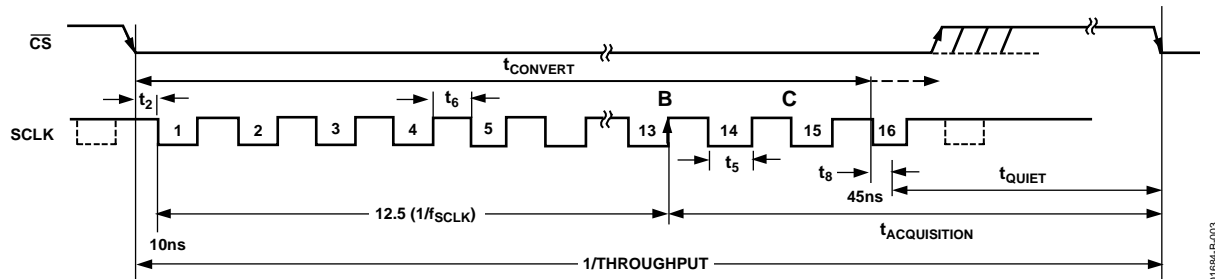 CS
tCONVERT
t2
t6
B
C
SCLK
1
2
3
4
5
13
14
15
16
t5
t8
45ns
tQUIET
12.5 (1/fSCLK)
10ns
tACQUISITION
1/THROUGHPUT
11684-B-003